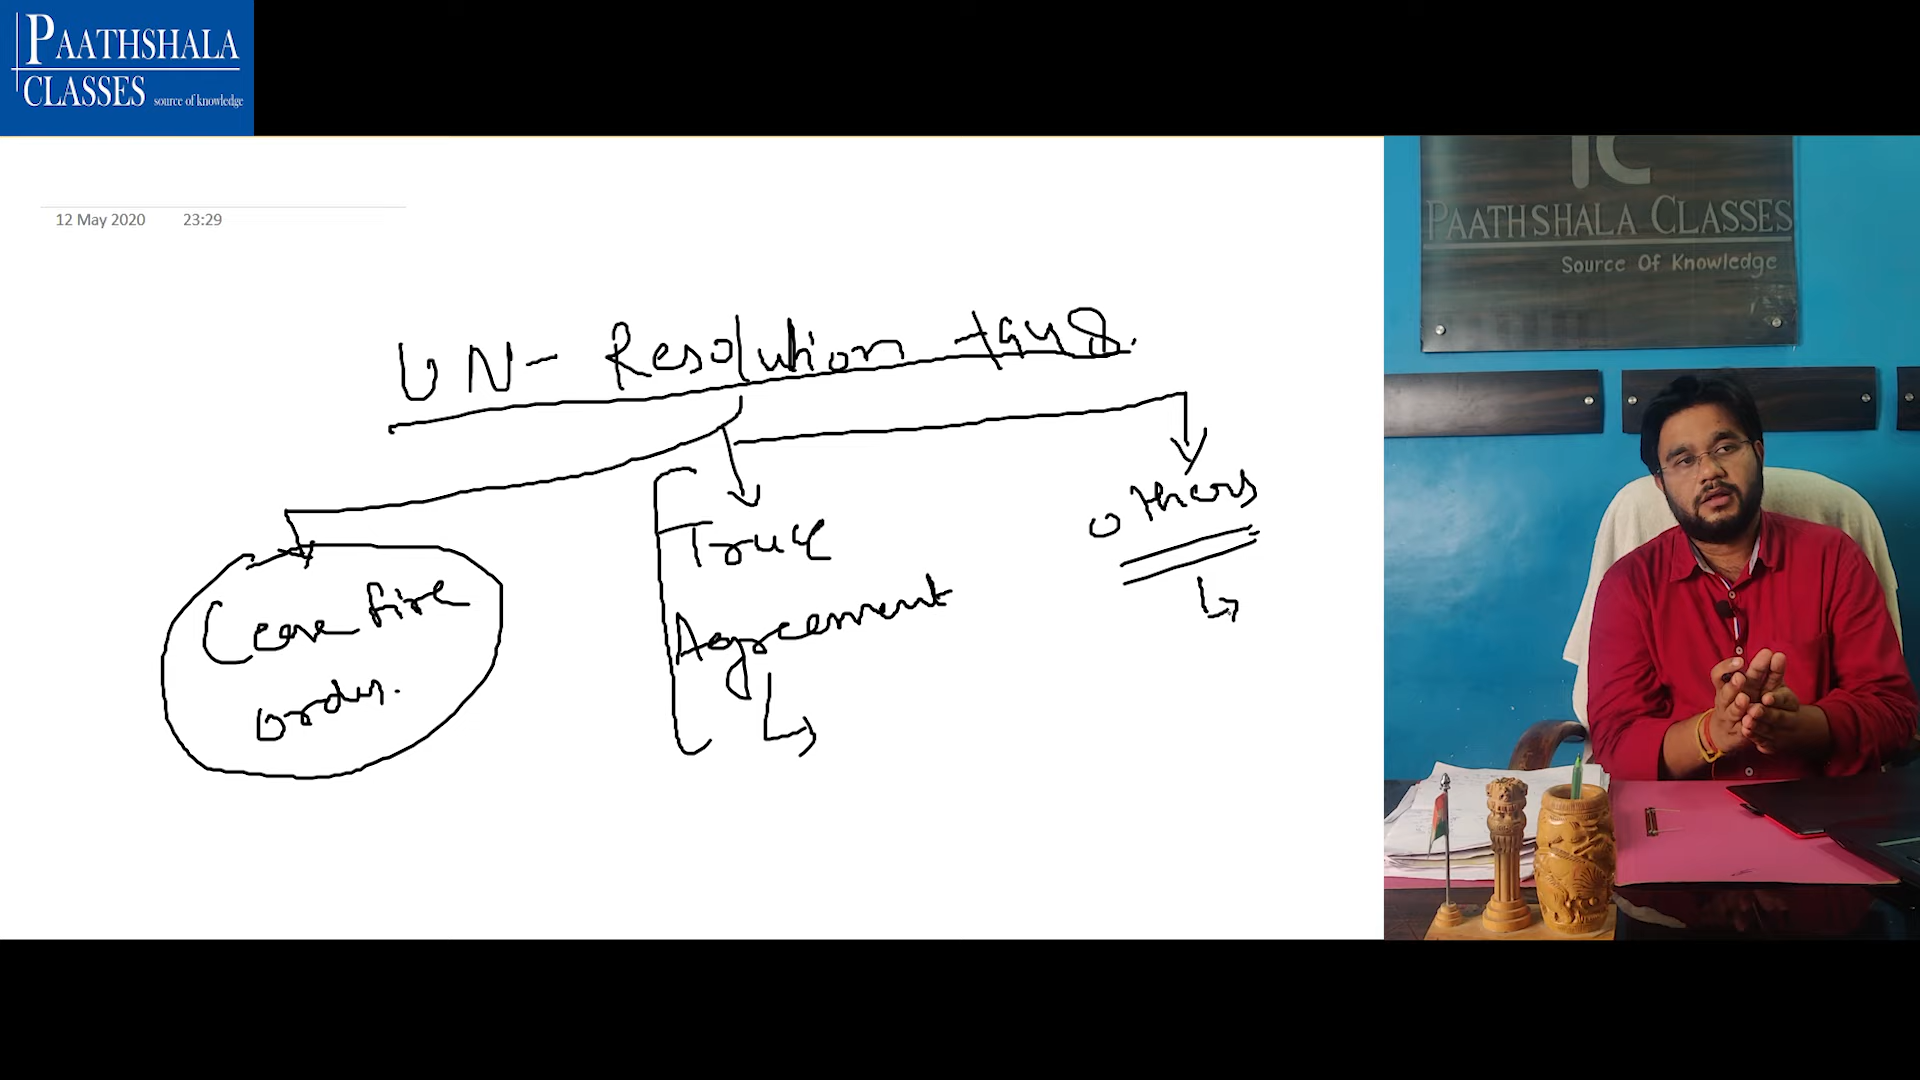 PAATHSHALA
CLASSES source of knowledge
TC
PAATHSHALA CLASSES
Source Of Knowledge
12 May 2020 23:29
UN- Resolution 1948.
Cease fire
order.
Truce
Agreement
others